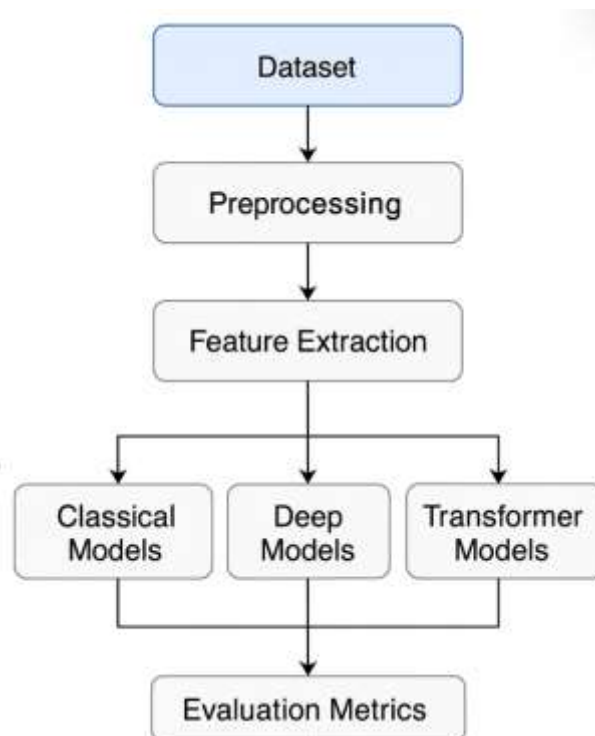 Dataset
Preprocessing
Feature Extraction
Classical
Models
Deep
Models
Transformer
Models
Evaluation Metrics